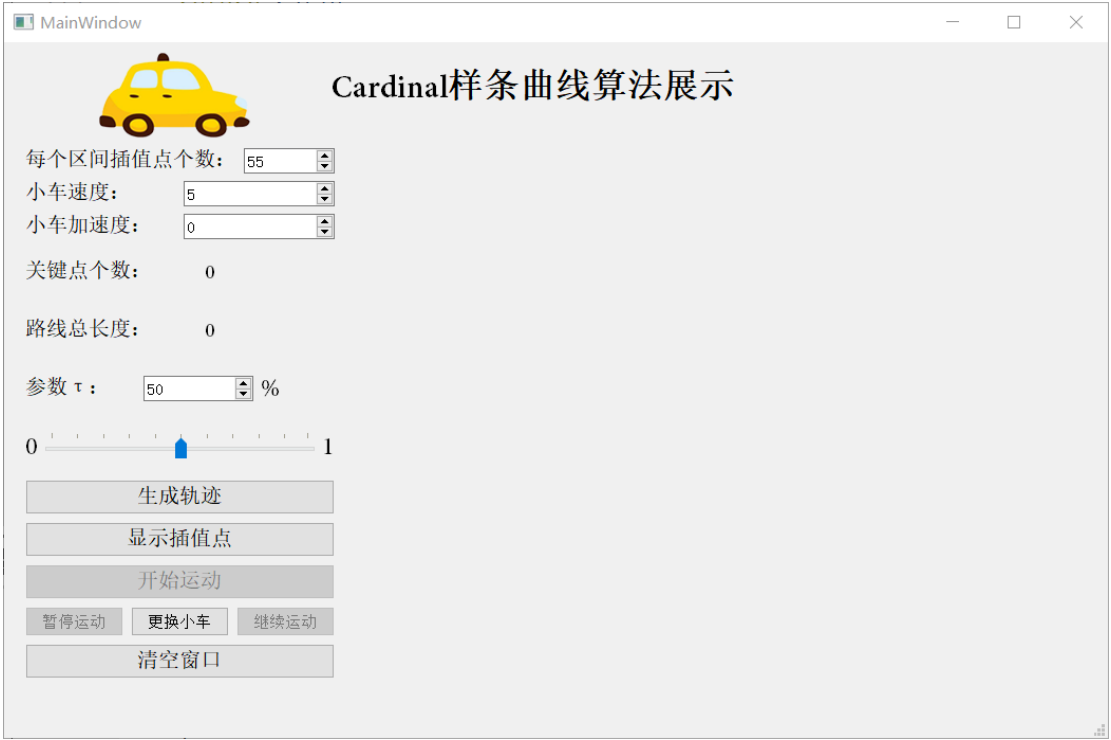 MainWindow
Cardinal样条曲线算法展示
每个区间插值点个数： 55
小车速度： 5
小车加速度： 0
关键点个数： 0
路线总长度： 0
参数 τ ： 50 %
0 1
生成轨迹
显示插值点
开始运动
暂停运动 更换小车 继续运动
清空窗口